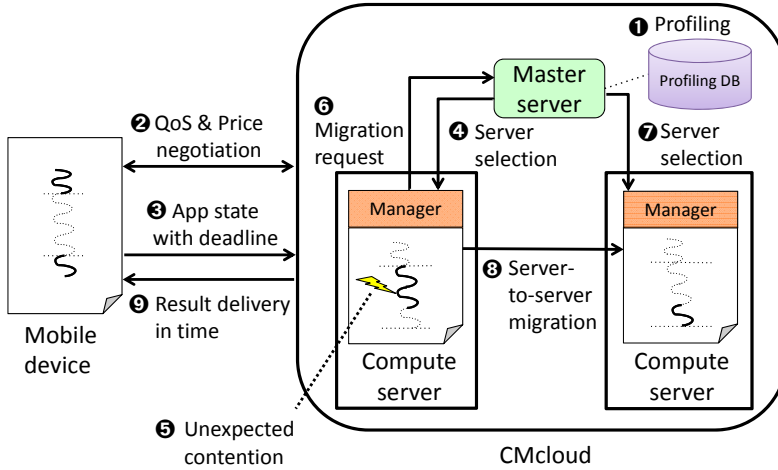 ❶ Profiling
Master
server
Profiling DB
❷ QoS & Price
negotiation
❻
Migration
request
❹ Server
selection
❼ Server
selection
❸ App state
with deadline
Manager
Manager
❽ Server-
to-server
migration
❾ Result delivery
in time
Mobile
device
Compute
server
Compute
server
❺ Unexpected
contention
CMcloud